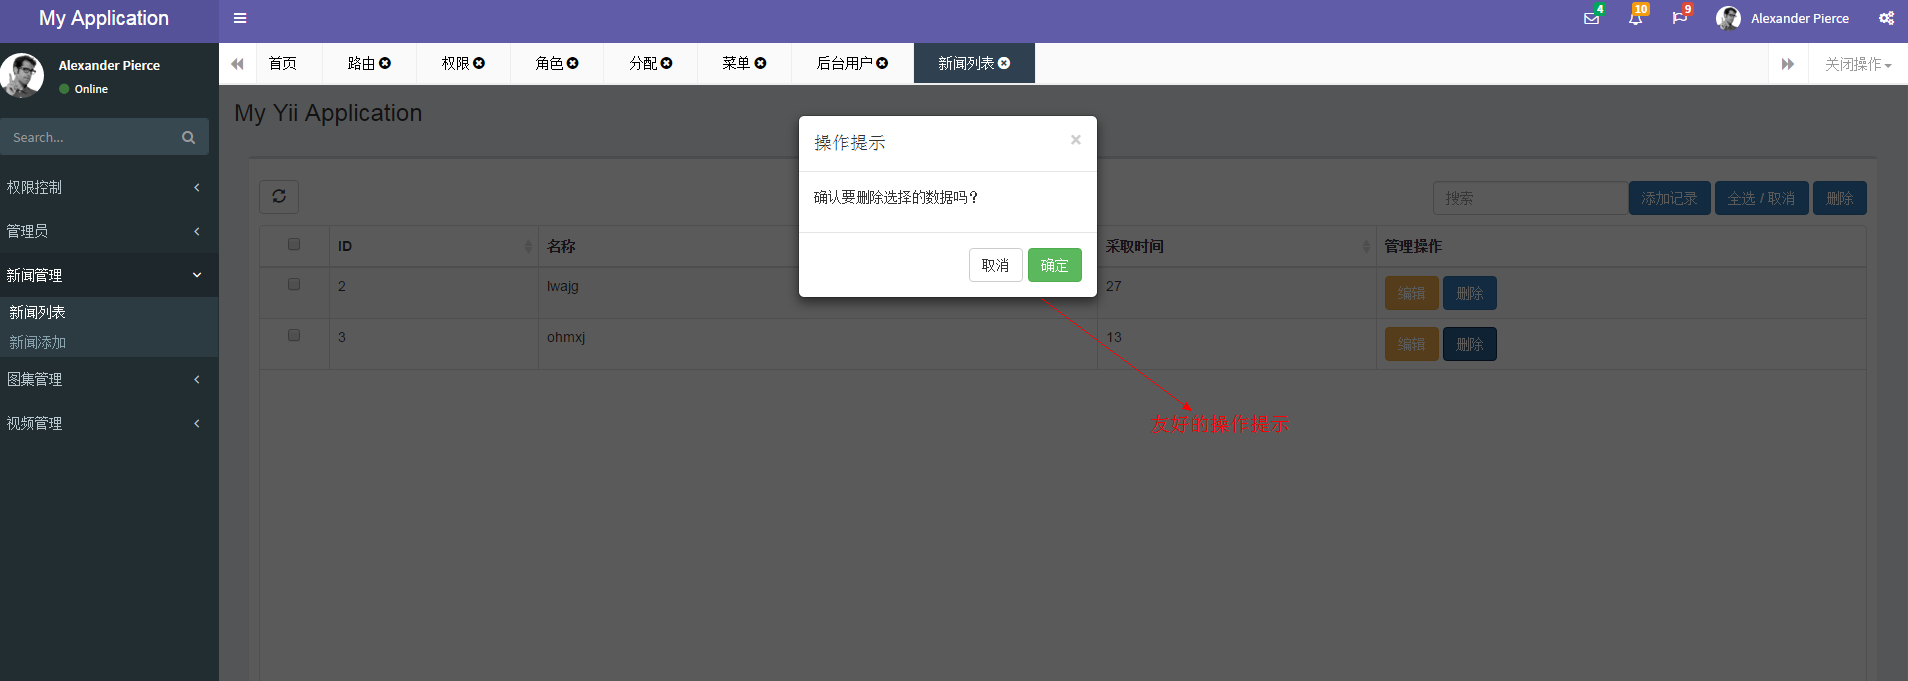 My Application
4
10
9
Alexander Pierce
Alexander Pierce
Online
首页
路由
权限
角色
分配
菜单
后台用户
新闻列表
关闭操作
Search...
权限控制
管理员
新闻管理
新闻列表
新闻添加
图集管理
视频管理
My Yii Application
操作提示
×
确认要删除选择的数据吗?
取消
确定
搜索
添加记录
全选 / 取消
删除
ID
名称
采取时间
管理操作
2
lwajg
27
编辑
删除
3
ohmxj
13
编辑
删除
友好的操作提示